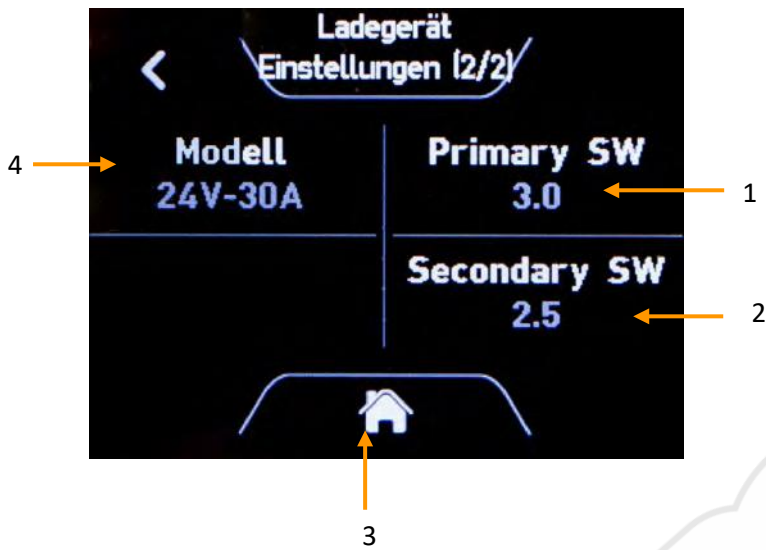 Ladegerät
Einstellungen (2/2)
4
Modell
24V-30A
Primary SW
3.0
1
Secondary SW
2.5
2
3